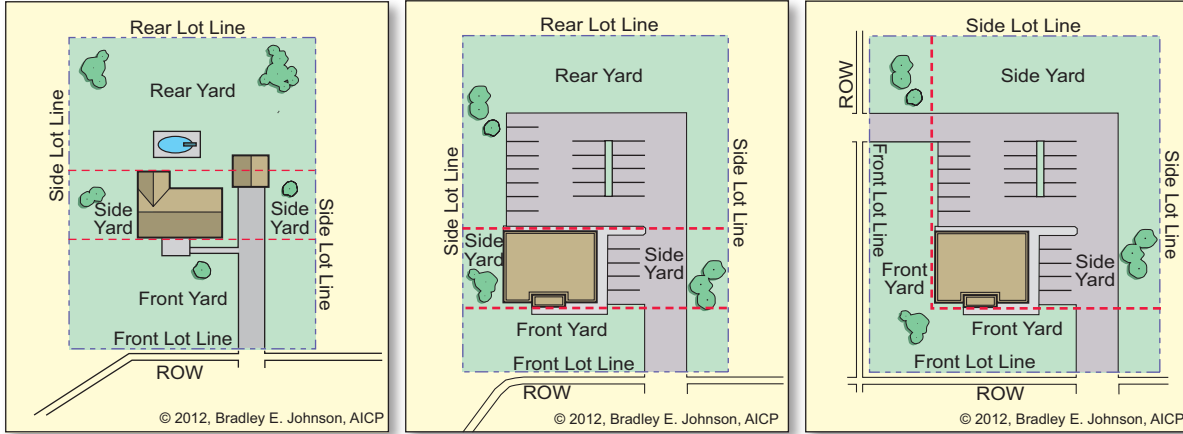 Rear Lot Line
Rear Yard
Side Lot Line
Side
Yard
Side
Yard
Side Lot Line
Front Yard
Front Lot Line
ROW
© 2012, Bradley E. Johnson, AICP
Rear Lot Line
Rear Yard
Side Lot Line
Side Lot Line
Side
Yard
Side
Yard
Front Yard
Front Lot Line
ROW
© 2012, Bradley E. Johnson, AICP
Side Lot Line
ROW
Side Yard
Front Lot Line
Side Lot Line
Front
Yard
Side
Yard
Front Yard
Front Lot Line
ROW
© 2012, Bradley E. Johnson, AICP